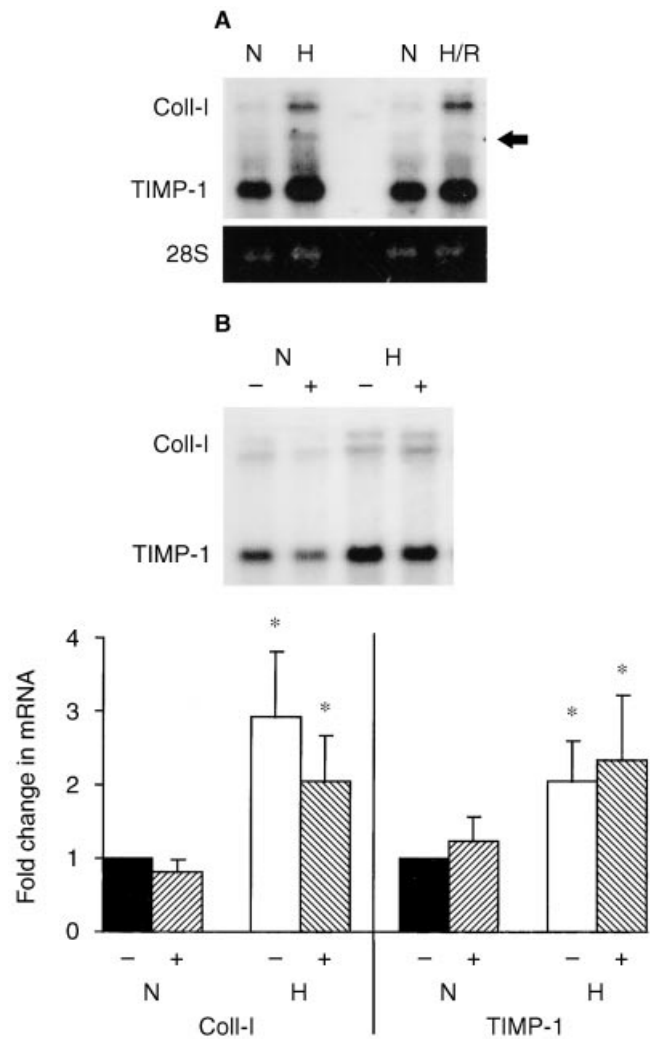 A
N H N H/R
Coll-I
TIMP-1
28S
B
N H
– + – +
Coll-I
TIMP-1
Fold change in mRNA
4
3
2
1
0
* * * *
– + – + – + – +
N H N H
Coll-I TIMP-1